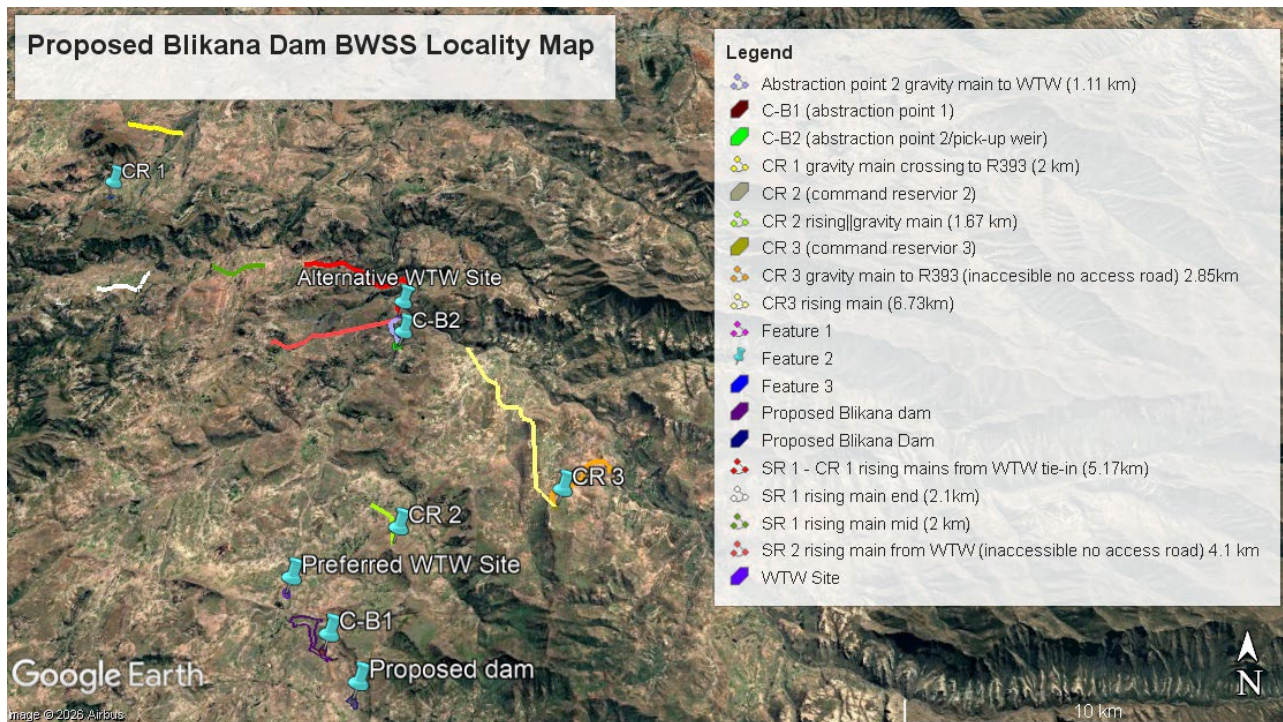 Proposed Blikana Dam BWSS Locality Map
Legend
Abstraction point 2 gravity main to WTW (1.11 km)
C-B1 (abstraction point 1)
C-B2 (abstraction point 2/pick-up weir)
CR 1 gravity main crossing to R393 (2 km)
CR 2 (command reservior 2)
CR 2 rising||gravity main (1.67 km)
CR 3 (command reservior 3)
CR 3 gravity main to R393 (inaccesible no access road) 2.85km
CR3 rising main (6.73km)
Feature 1
Feature 2
Feature 3
Proposed Blikana dam
Proposed Blikana Dam
SR 1 - CR 1 rising mains from WTW tie-in (5.17km)
SR 1 rising main end (2.1km)
SR 1 rising main mid (2 km)
SR 2 rising main from WTW (inaccessible no access road) 4.1 km
WTW Site
CR 1
Alternative WTW Site
C-B2
CR 3
CR 2
Preferred WTW Site
C-B1
Proposed dam
Google Earth
Image © 2026 Airbus
10 km
N